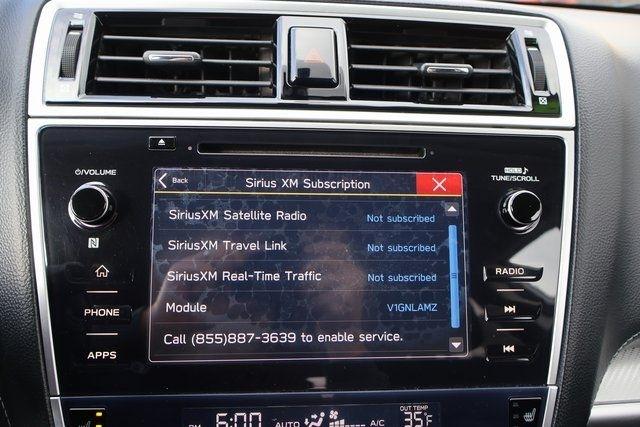 ⏻/VOLUME
HOLD
TUNE/SCROLL
Back
Sirius XM Subscription
SiriusXM Satellite Radio Not subscribed
SiriusXM Travel Link Not subscribed
SiriusXM Real-Time Traffic Not subscribed
Module V1GNLAMZ
Call (855)887-3639 to enable service.
RADIO
PHONE
APPS
PM 6:00 AUTO A/C OUT TEMP 35°F